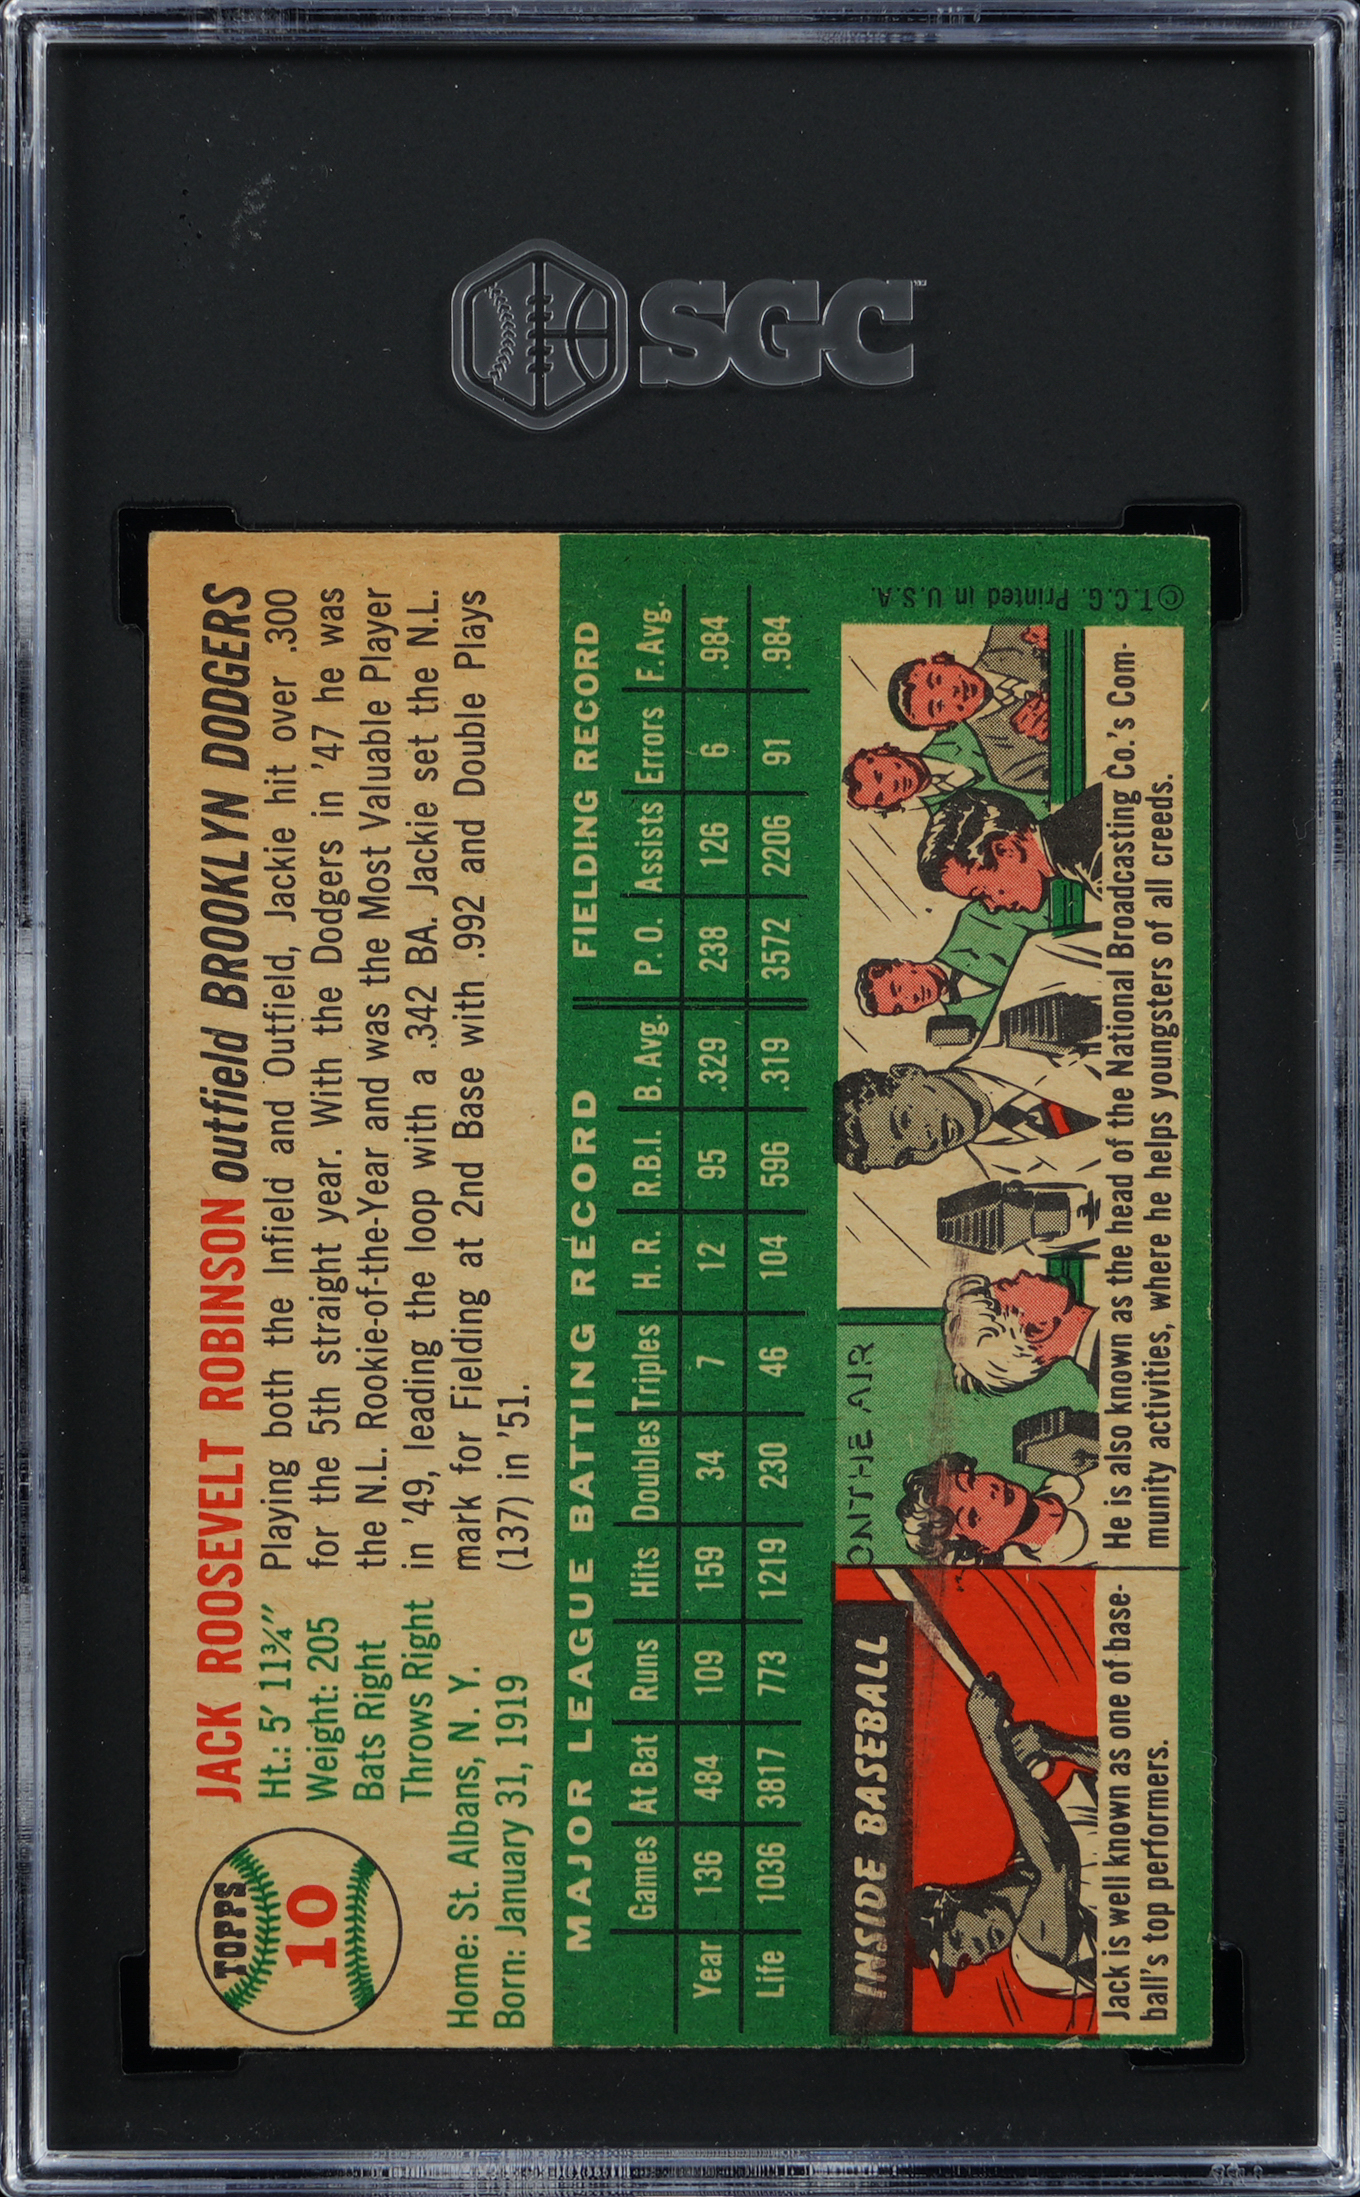 SGC
TOPPS
10
JACK ROOSEVELT ROBINSON outfield BROOKLYN DODGERS
Ht.: 5' 11¾"
Weight: 205
Bats Right
Throws Right
Home: St. Albans, N. Y.
Born: January 31, 1919
Playing both the Infield and Outfield, Jackie hit over .300
for the 5th straight year. With the Dodgers in '47 he was
the N.L. Rookie-of-the-Year and was the Most Valuable Player
in '49, leading the loop with a .342 BA. Jackie set the N.L.
mark for Fielding at 2nd Base with .992 and Double Plays
(137) in '51.
MAJOR LEAGUE BATTING RECORD FIELDING RECORD
Games At Bat Runs Hits Doubles Triples H. R. R.B.I. B. Avg. P. O. Assists Errors F. Avg.
Year 136 484 109 159 34 7 12 95 .329 238 126 6 .984
Life 1036 3817 773 1219 230 46 104 596 .319 3572 2206 91 .984
INSIDE BASEBALL
ON THE AIR
Jack is well known as one of base-
ball's top performers.
He is also known as the head of the National Broadcasting Co.'s Com-
munity activities, where he helps youngsters of all creeds.
©T.C.G. Printed in U.S.A.